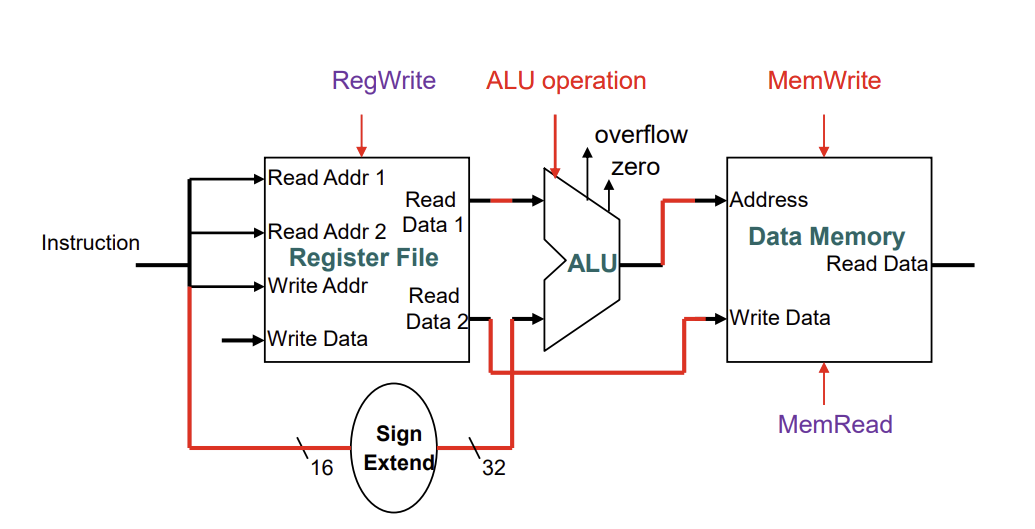 RegWrite
ALU operation
MemWrite
overflow
zero
Instruction
Read Addr 1
Read Addr 2
Register File
Write Addr
Write Data
Read
Data 1
Read
Data 2
ALU
Address
Data Memory
Read Data
Write Data
MemRead
Sign
Extend
16
32